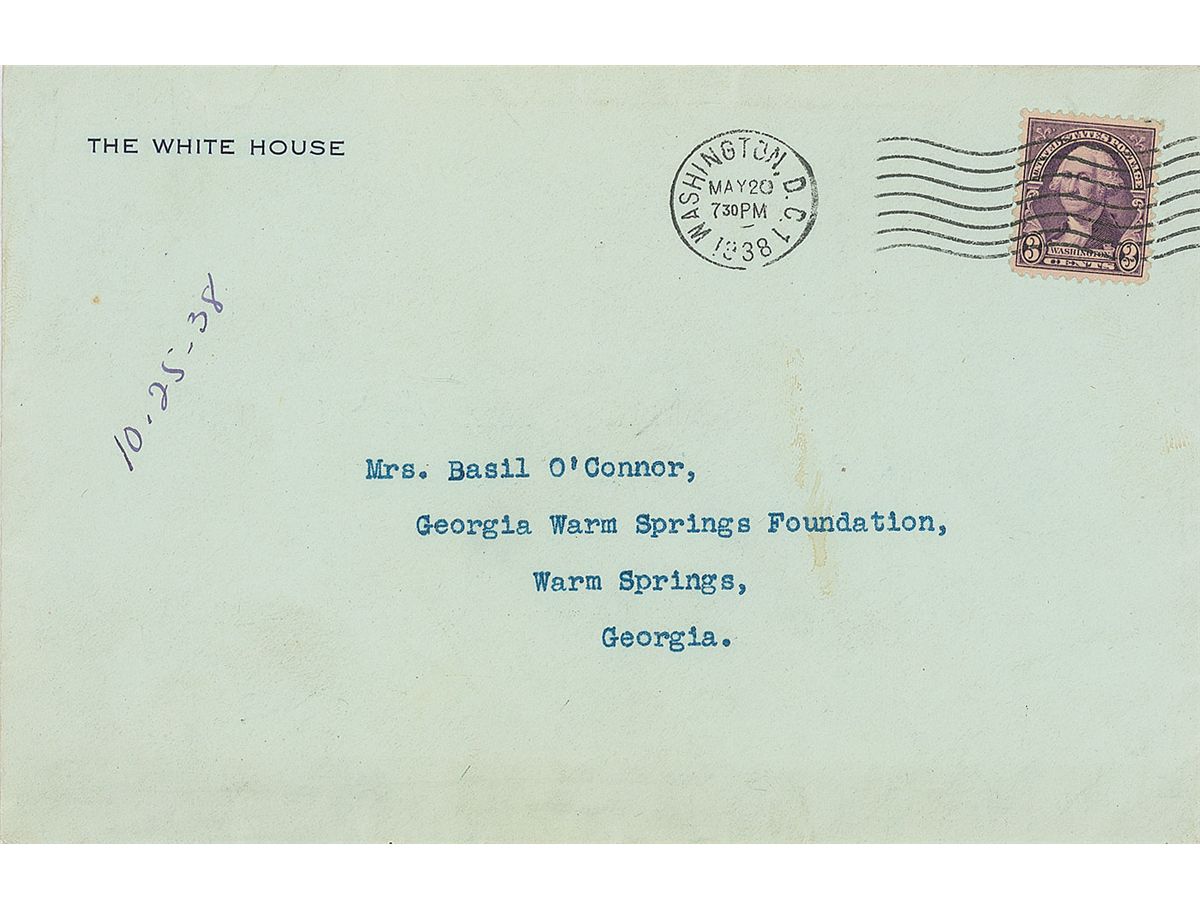 THE WHITE HOUSE
WASHINGTON, D.C. 1
MAY 20
7 30 PM
1938
UNITED STATES POSTAGE
3 WASHINGTON 3
CENTS
10-25-38
Mrs. Basil O'Connor,
Georgia Warm Springs Foundation,
Warm Springs,
Georgia.